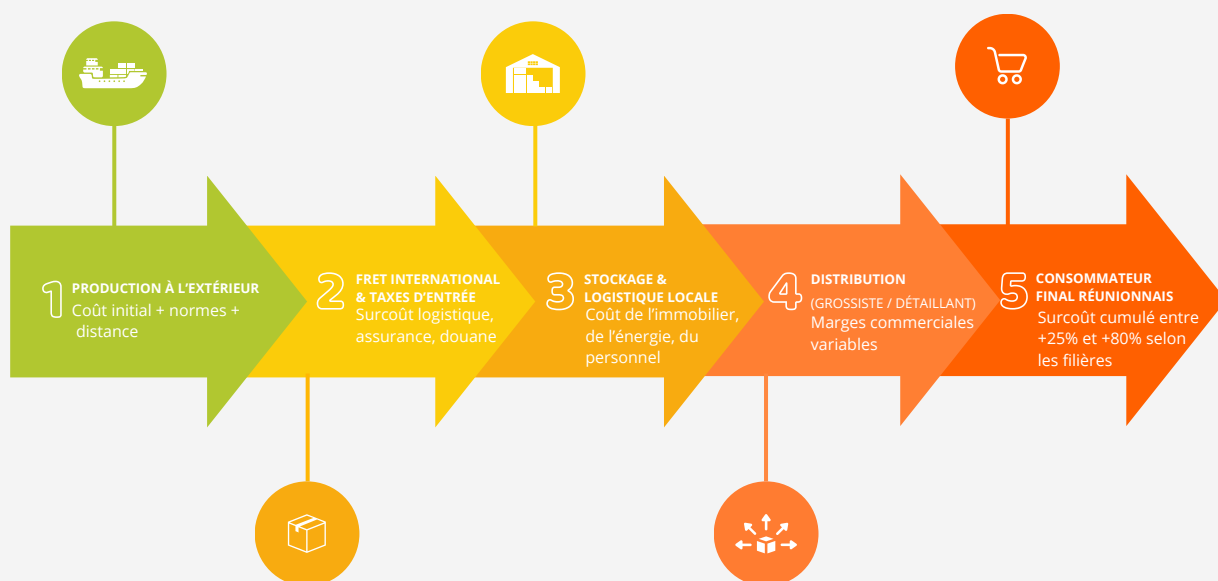 1
PRODUCTION À L'EXTÉRIEUR
Coût initial + normes +
distance
2
FRET INTERNATIONAL
& TAXES D'ENTRÉE
Surcoût logistique,
assurance, douane
3
STOCKAGE &
LOGISTIQUE LOCALE
Coût de l'immobilier,
de l'énergie, du
personnel
4
DISTRIBUTION
(GROSSISTE / DÉTAILLANT)
Marges commerciales
variables
5
CONSOMMATEUR
FINAL RÉUNIONNAIS
Surcoût cumulé entre
+25% et +80% selon
les filières